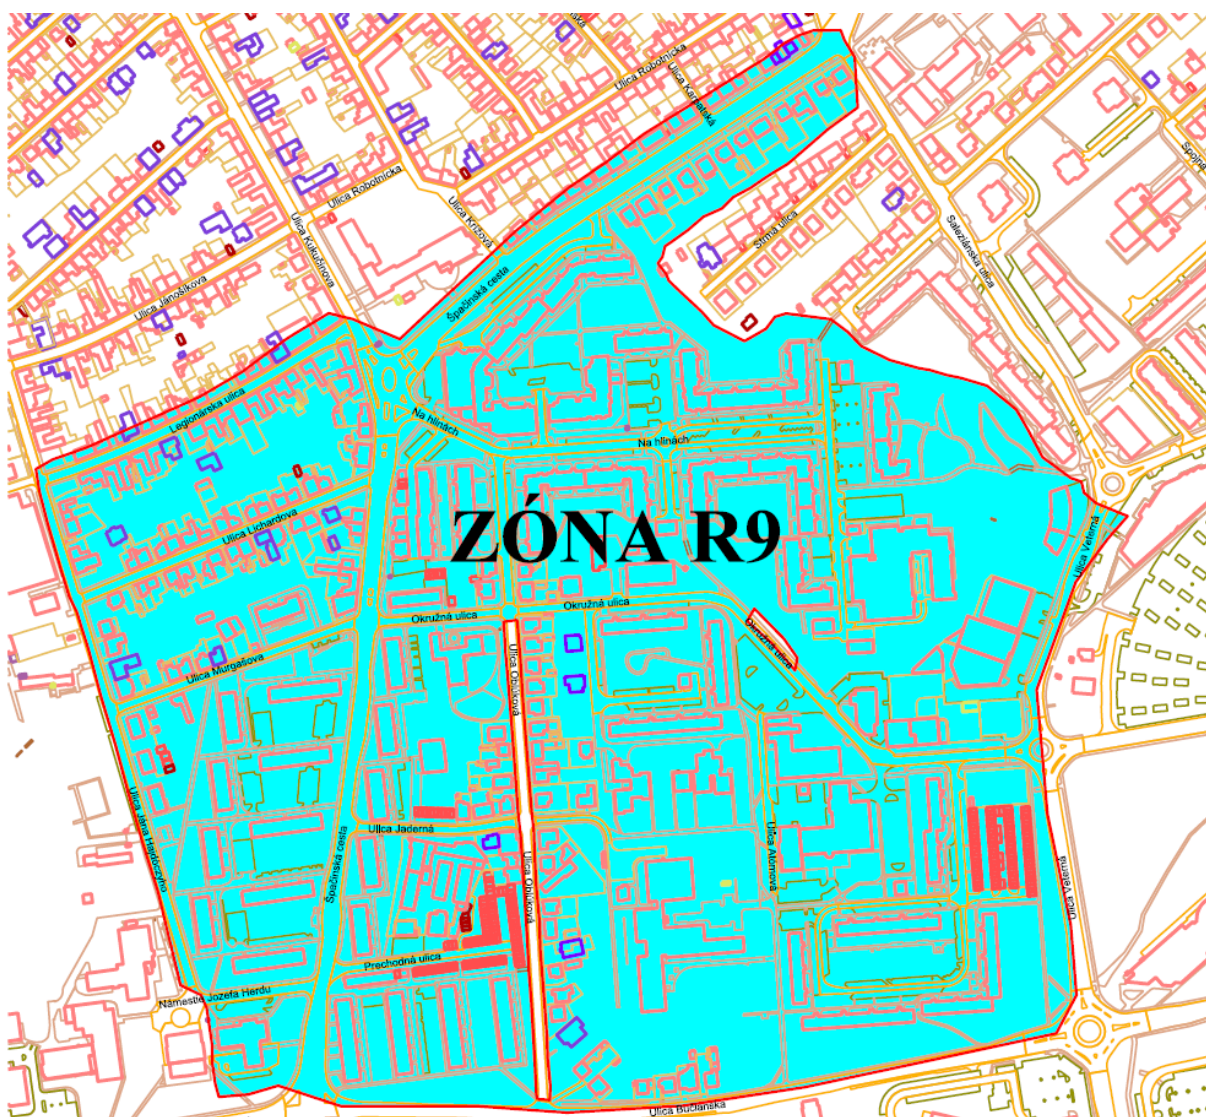 Ulica Robotnícka
Ulica Karpatská
Spojná
Ulica Robotnícka
Ulica Krížová
Ulica Kukučínova
Strmá ulica
Saleziánska ulica
Ulica Jánošíkova
Špačinská cesta
Legionárska ulica
Na hlinách
Na hlinách
ZÓNA R9
Ulica Lichardova
Ulica Veterná
Okružná ulica
Okružná ulica
Okružná ulica
Ulica Murgašova
Ulica Oblúková
Ulica Jána Hajdóczyho
Ulica Jaderná
Špačinská cesta
Ulica Atómová
Ulica Oblúková
Ulica Veterná
Prechodná ulica
Námestie Jozefa Herdu
Ulica Bučianska